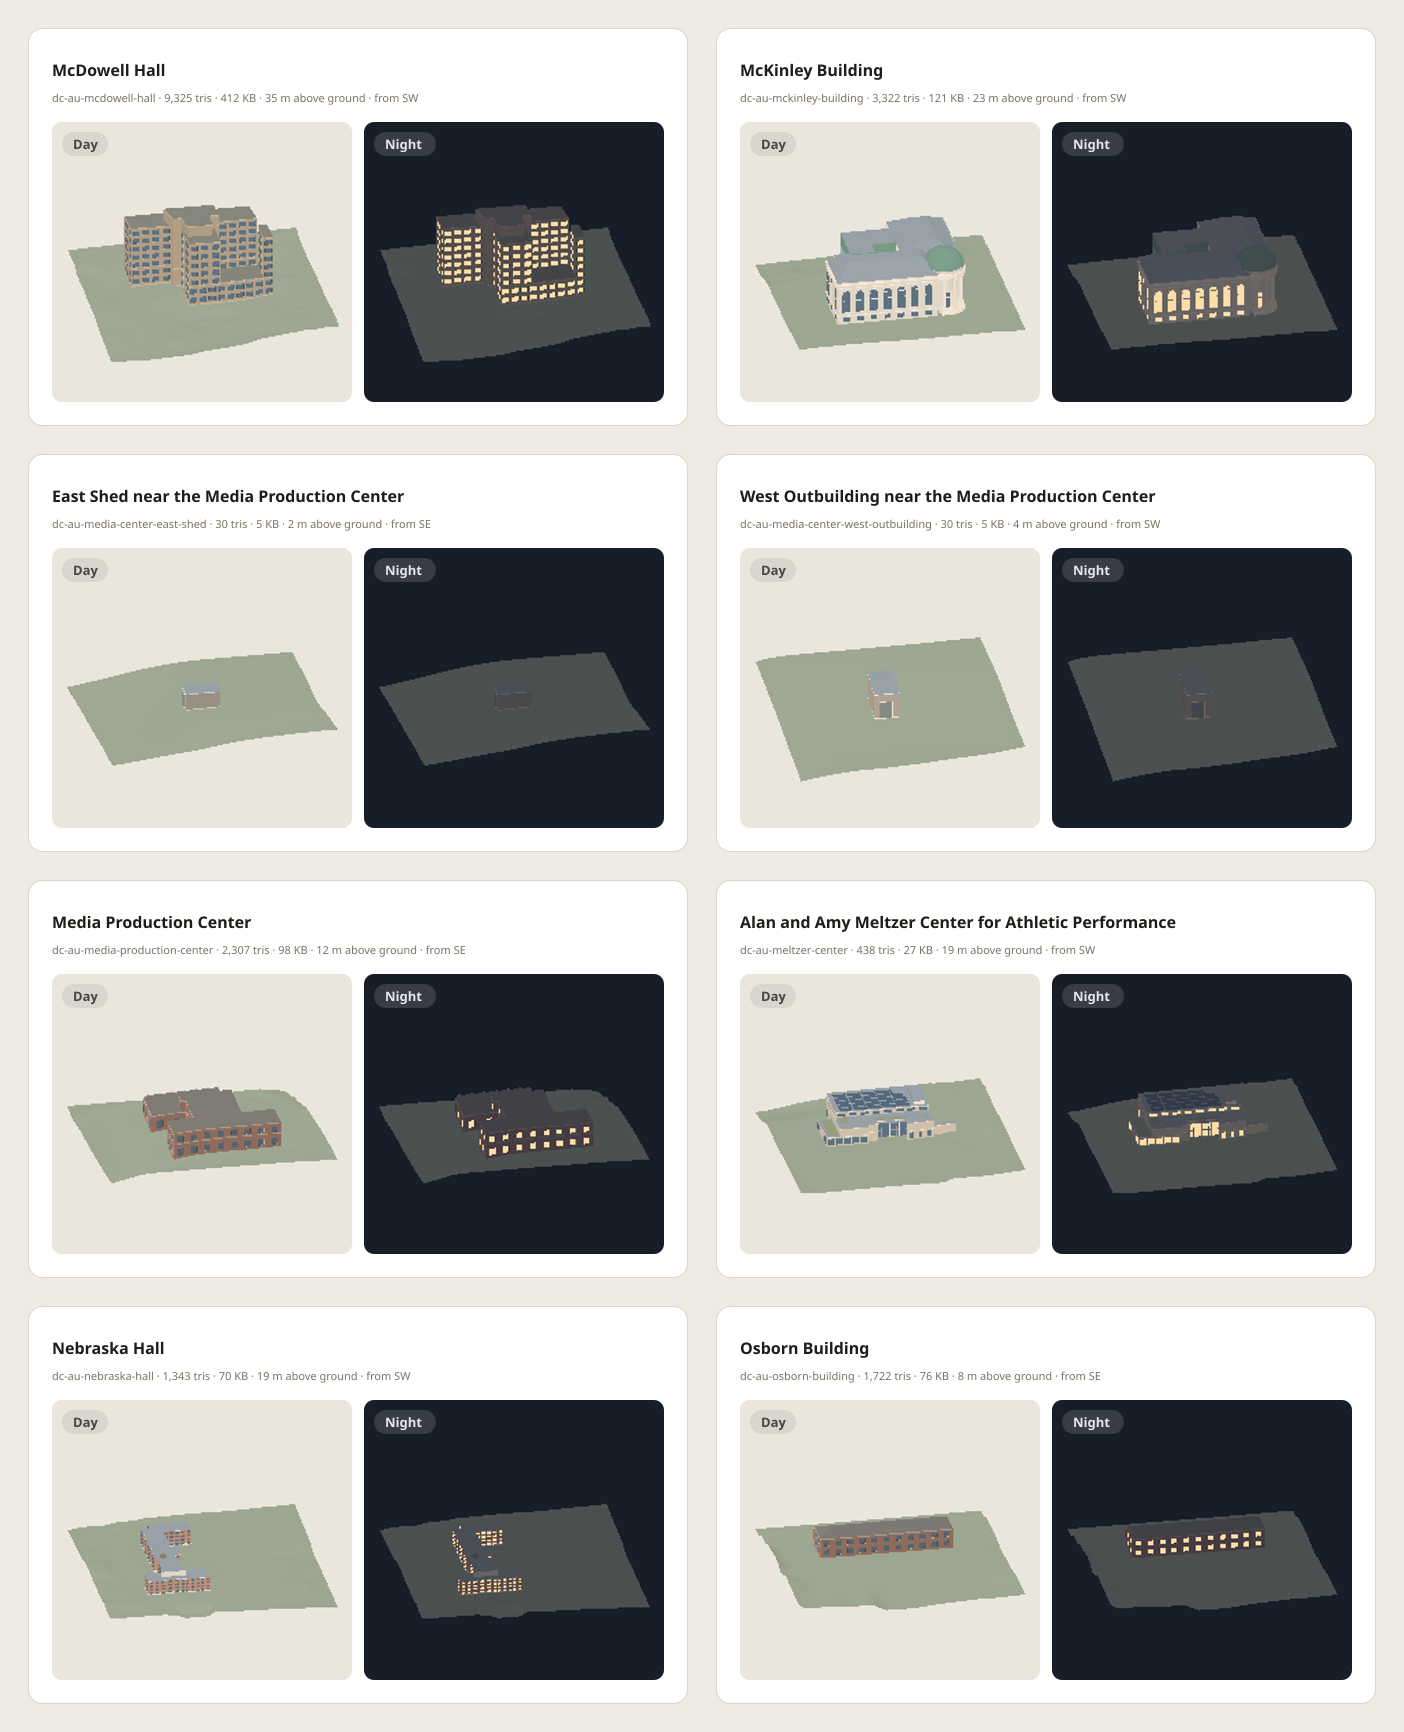 McDowell Hall
dc-au-mcdowell-hall · 9,325 tris · 412 KB · 35 m above ground · from SW
Day
Night
McKinley Building
dc-au-mckinley-building · 3,322 tris · 121 KB · 23 m above ground · from SW
Day
Night
East Shed near the Media Production Center
dc-au-media-center-east-shed · 30 tris · 5 KB · 2 m above ground · from SE
Day
Night
West Outbuilding near the Media Production Center
dc-au-media-center-west-outbuilding · 30 tris · 5 KB · 4 m above ground · from SW
Day
Night
Media Production Center
dc-au-media-production-center · 2,307 tris · 98 KB · 12 m above ground · from SE
Day
Night
Alan and Amy Meltzer Center for Athletic Performance
dc-au-meltzer-center · 438 tris · 27 KB · 19 m above ground · from SW
Day
Night
Nebraska Hall
dc-au-nebraska-hall · 1,343 tris · 70 KB · 19 m above ground · from SW
Day
Night
Osborn Building
dc-au-osborn-building · 1,722 tris · 76 KB · 8 m above ground · from SE
Day
Night